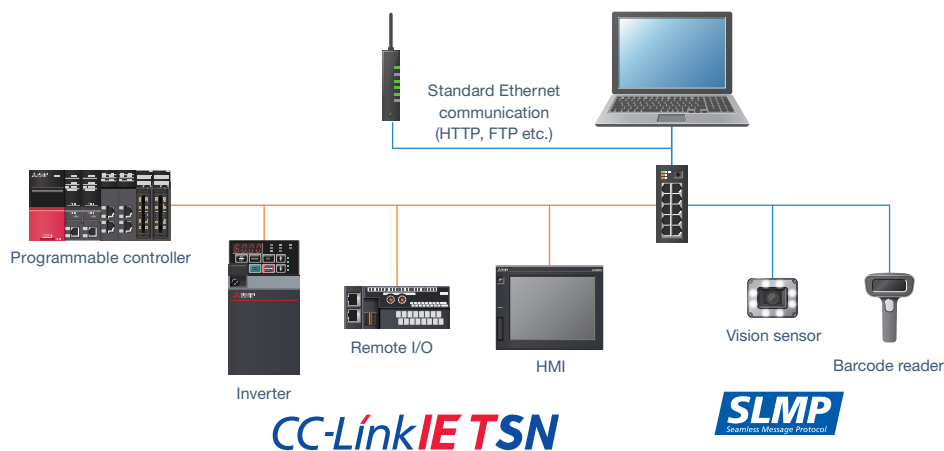 Standard Ethernet
communication
(HTTP, FTP etc.)
Programmable controller
Inverter
Remote I/O
HMI
Vision sensor
Barcode reader
CC-Link IE TSN
SLMP
Seamless Message Protocol